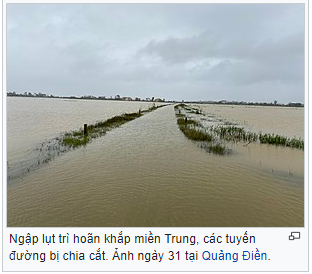 Ngập lụt trì hoãn khắp miền Trung, các tuyến
đường bị chia cắt. Ảnh ngày 31 tại Quảng Điền.